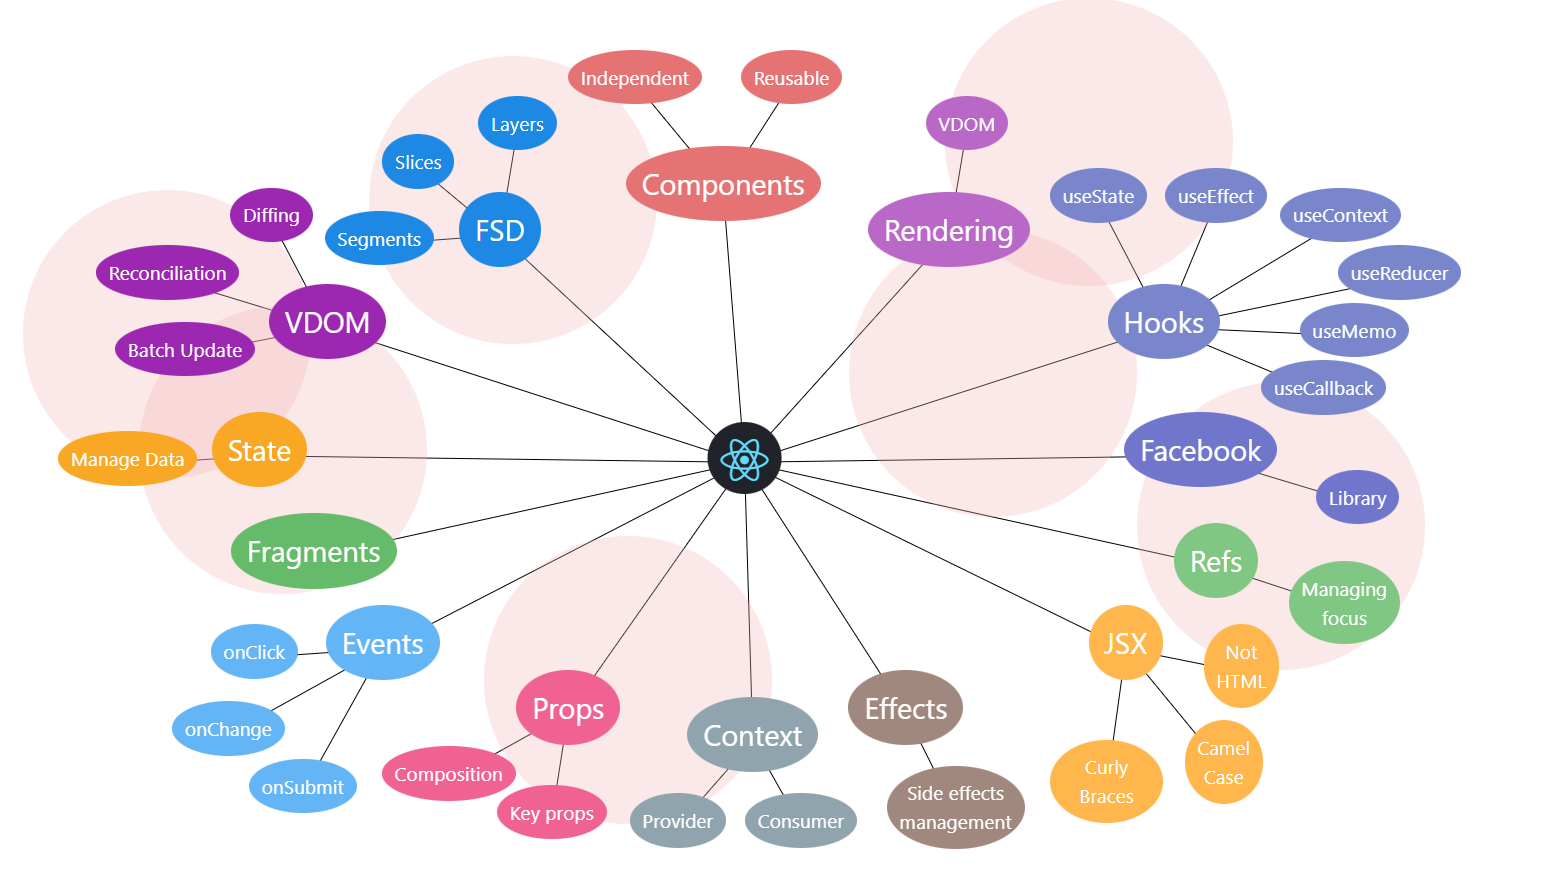 Independent
Reusable
Components
Layers
Slices
Segments
FSD
VDOM
Rendering
useState
useEffect
useContext
useReducer
useMemo
useCallback
Hooks
Diffing
Reconciliation
Batch Update
VDOM
State
Manage Data
Facebook
Library
Fragments
Refs
Managing
focus
Events
onClick
onChange
onSubmit
Props
Composition
Key props
Context
Provider
Consumer
Effects
Side effects
management
JSX
Not
HTML
Camel
Case
Curly
Braces